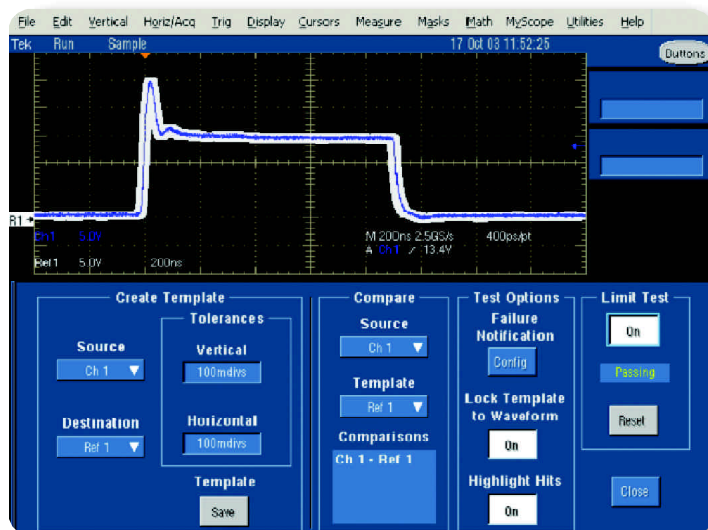 File Edit Vertical Horiz/Acq Trig Display Cursors Measure Masks Math MyScope Utilities Help
Tek Run Sample 17 Oct 03 11:52:25
Buttons
R1
Ch1 5.0V M 200ns 2.5GS/s 400ps/pt
A Ch1 13.4V
Ref1 5.0V 200ns
Create Template
Tolerances
Source
Ch 1
Vertical
100mdivs
Destination
Ref 1
Horizontal
100mdivs
Template
Save
Compare
Source
Ch 1
Template
Ref 1
Comparisons
Ch 1 - Ref 1
Test Options
Failure
Notification
Config
Lock Template
to Waveform
On
Highlight Hits
On
Limit Test
On
Passing
Reset
Close